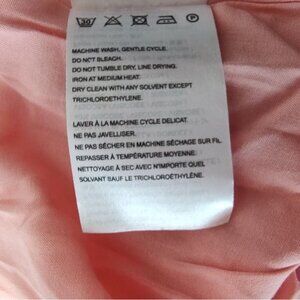 30 P
MACHINE WASH, GENTLE CYCLE.
DO NOT BLEACH.
DO NOT TUMBLE DRY, LINE DRYING.
IRON AT MEDIUM HEAT.
DRY CLEAN WITH ANY SOLVENT EXCEPT
TRICHLOROETHYLENE.
LAVER À LA MACHINE CYCLE DELICAT.
NE PAS JAVELLISER.
NE PAS SÉCHER EN MACHINE SÉCHAGE SUR FIL.
REPASSER À TEMPÉRATURE MOYENNE.
NETTOYAGE À SEC AVEC N'IMPORTE QUEL
SOLVANT SAUF LE TRICHLOROÉTHYLÈNE.